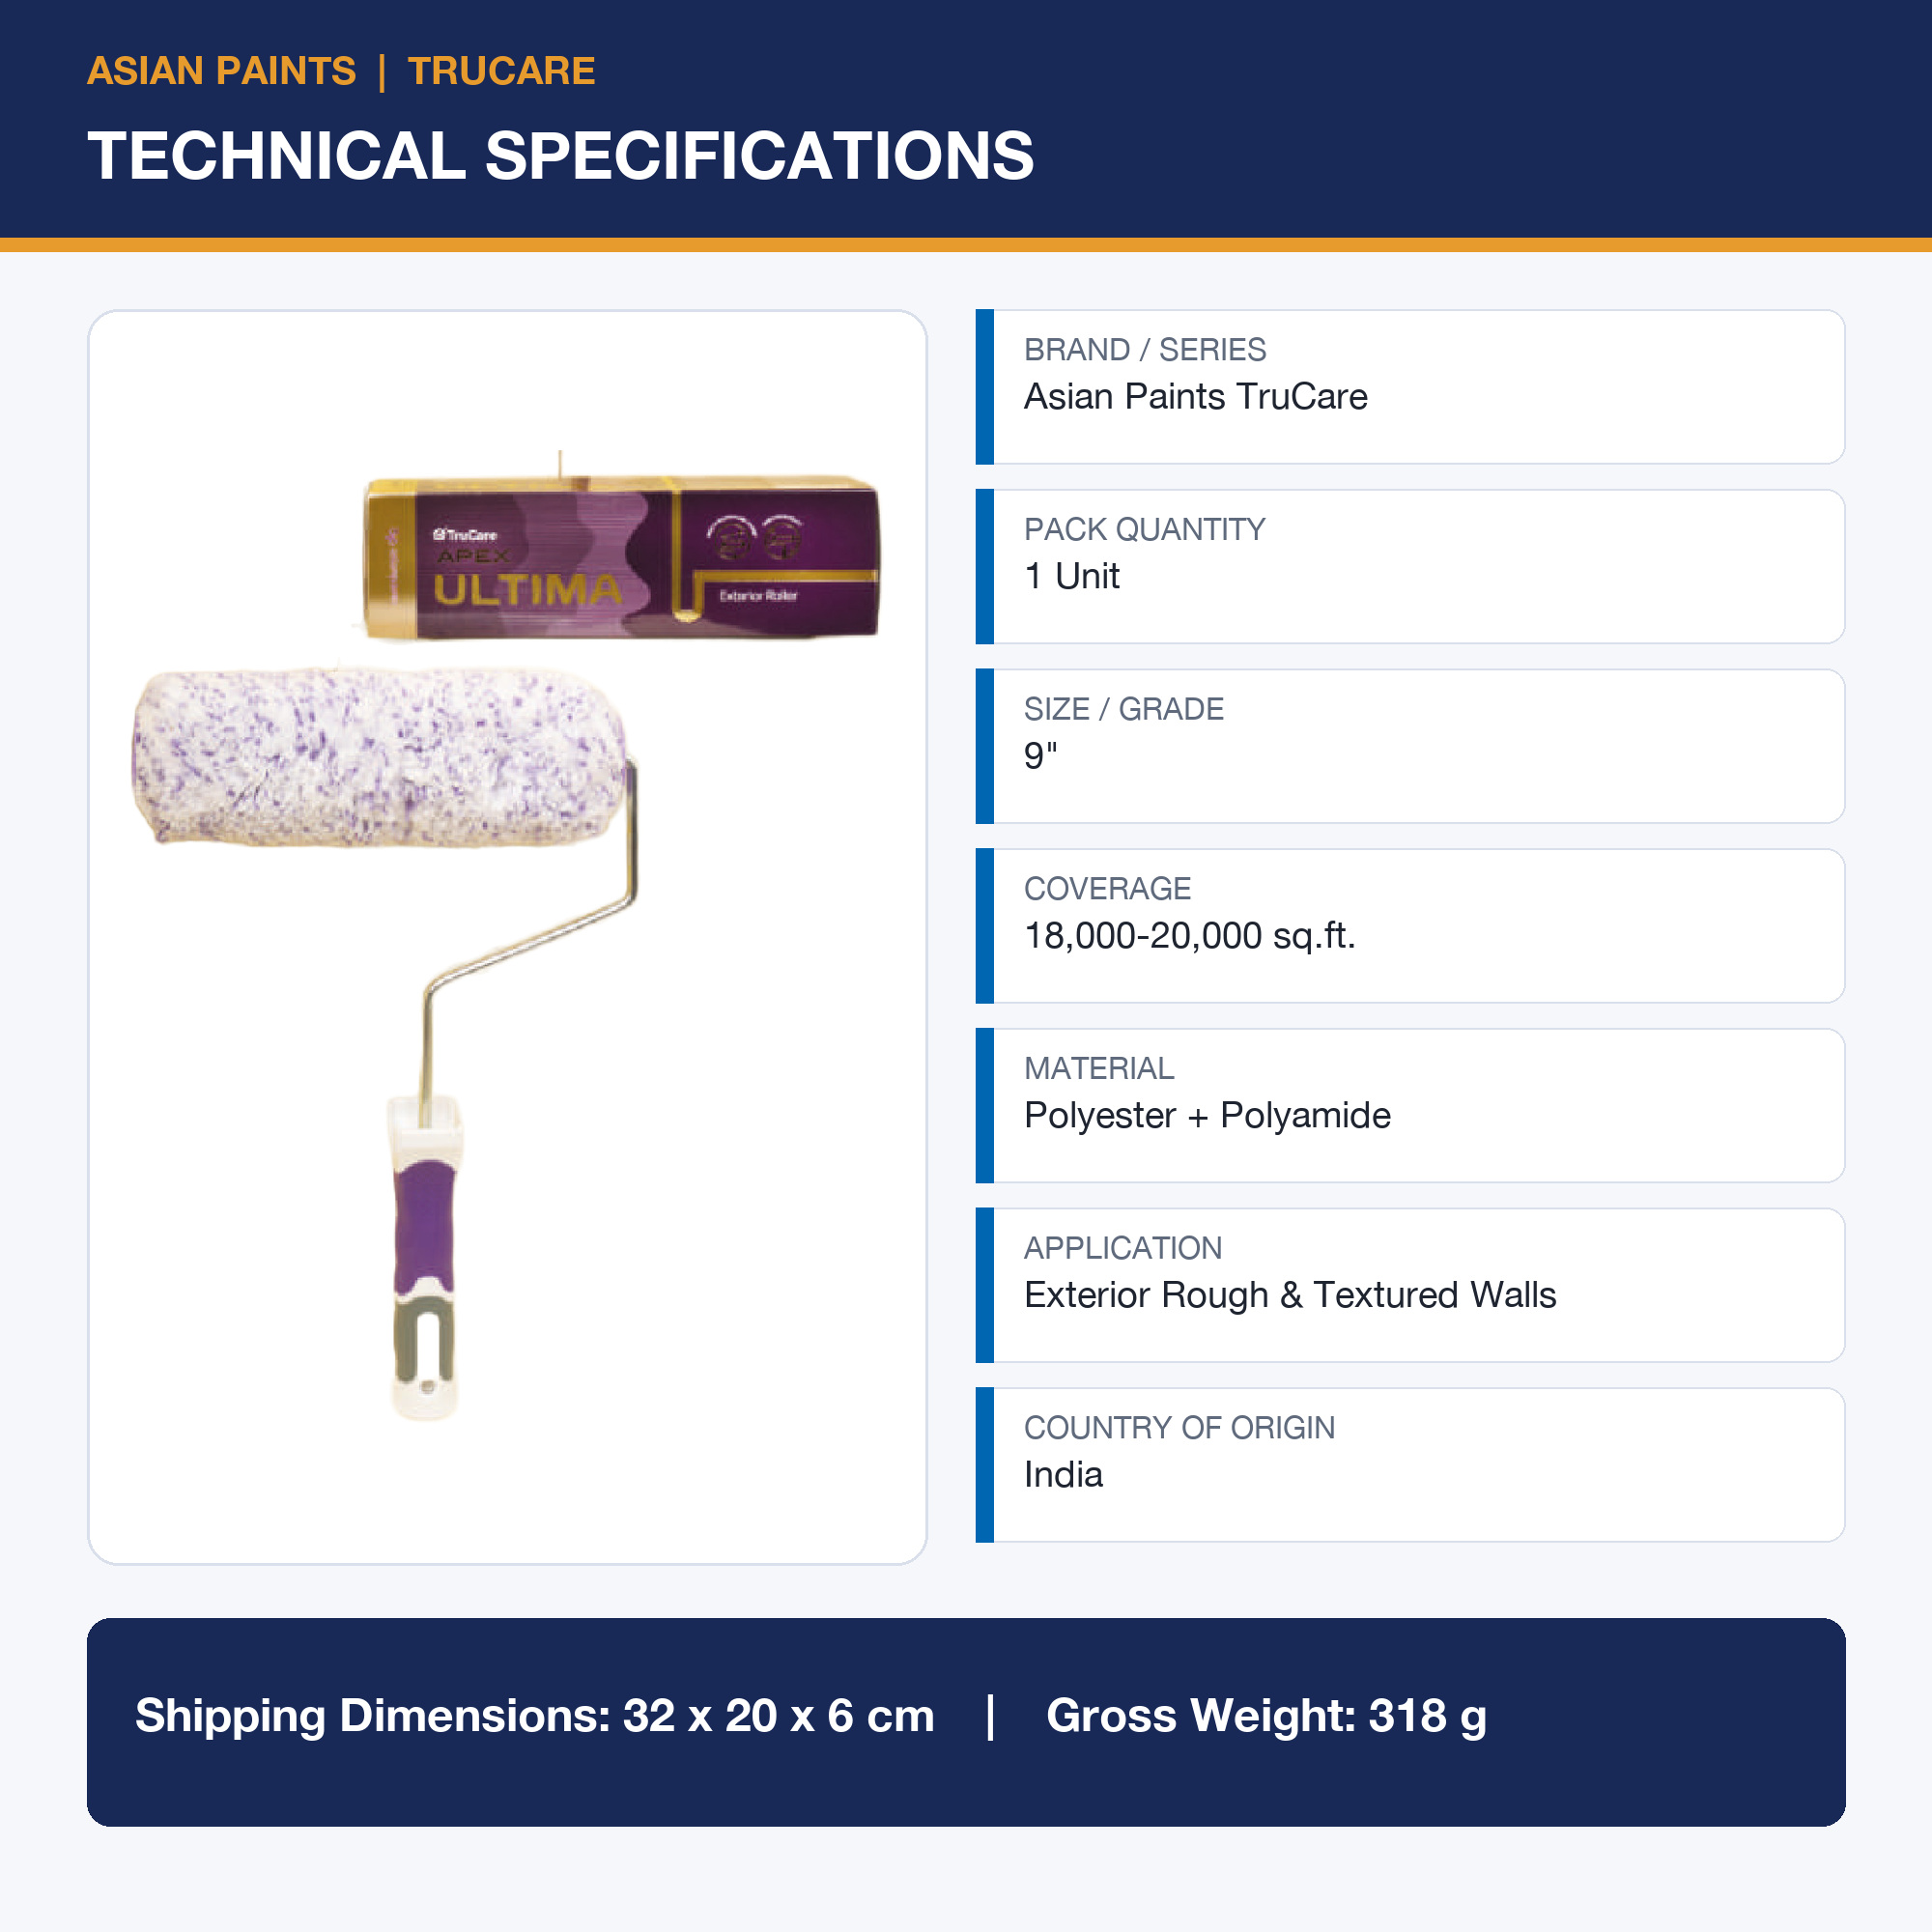 ASIAN PAINTS | TRUCARE
TECHNICAL SPECIFICATIONS
TruCare
APEX
ULTIMA
Exterior Roller
BRAND / SERIES
Asian Paints TruCare
PACK QUANTITY
1 Unit
SIZE / GRADE
9"
COVERAGE
18,000-20,000 sq.ft.
MATERIAL
Polyester + Polyamide
APPLICATION
Exterior Rough & Textured Walls
COUNTRY OF ORIGIN
India
Shipping Dimensions: 32 x 20 x 6 cm | Gross Weight: 318 g